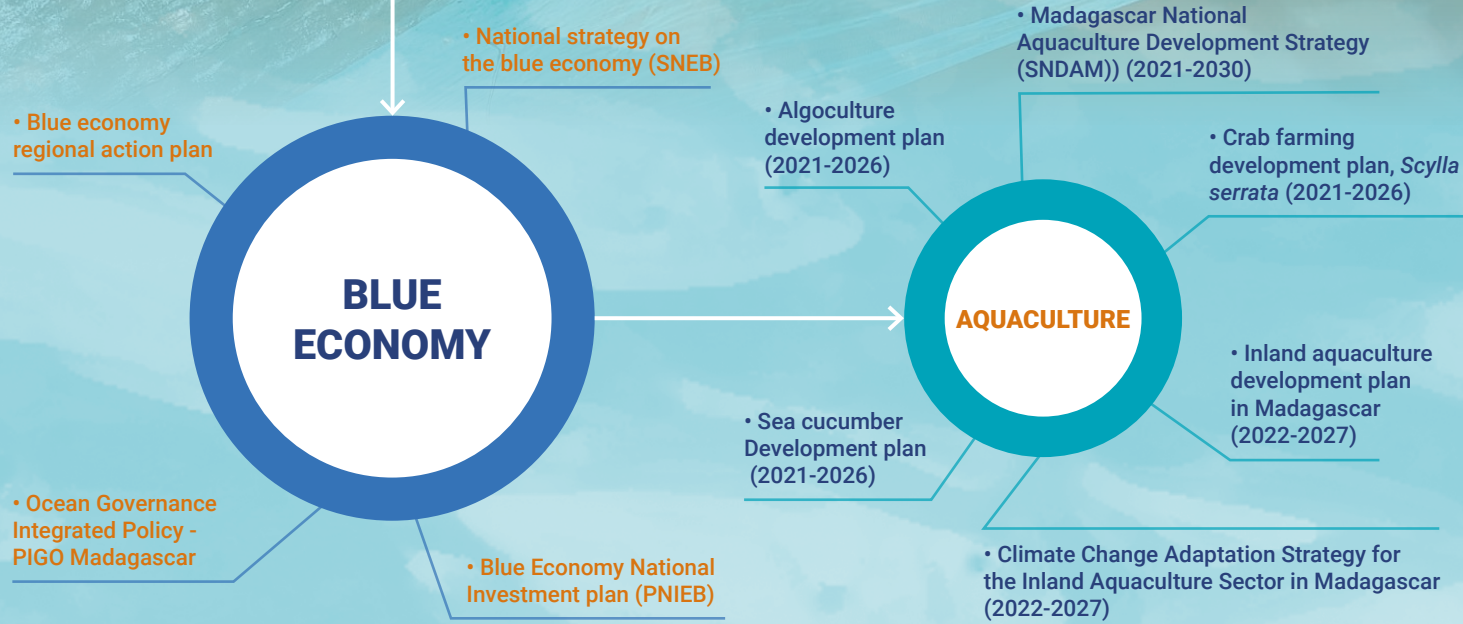 • National strategy on
the blue economy (SNEB)
• Blue economy
regional action plan
BLUE
ECONOMY
• Ocean Governance
Integrated Policy -
PIGO Madagascar
• Blue Economy National
Investment plan (PNIEB)
• Madagascar National
Aquaculture Development Strategy
(SNDAM)) (2021-2030)
• Algoculture
development plan
(2021-2026)
• Crab farming
development plan, Scylla
serrata (2021-2026)
AQUACULTURE
• Inland aquaculture
development plan
in Madagascar
(2022-2027)
• Sea cucumber
Development plan
(2021-2026)
• Climate Change Adaptation Strategy for
the Inland Aquaculture Sector in Madagascar
(2022-2027)